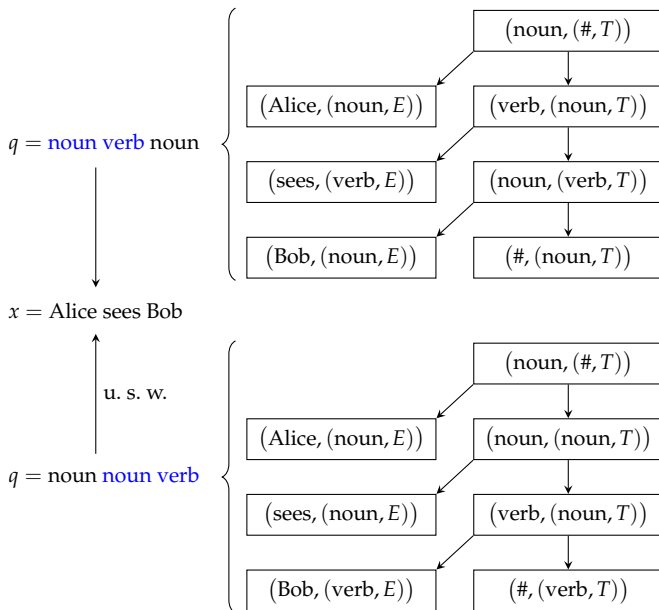 (noun, (#, T))
(Alice, (noun, E)) (verb, (noun, T))
q = noun verb noun
(sees, (verb, E)) (noun, (verb, T))
(Bob, (noun, E)) (#, (noun, T))
x = Alice sees Bob
(noun, (#, T))
u. s. w.
(Alice, (noun, E)) (noun, (noun, T))
q = noun noun verb
(sees, (noun, E)) (verb, (noun, T))
(Bob, (verb, E)) (#, (verb, T))